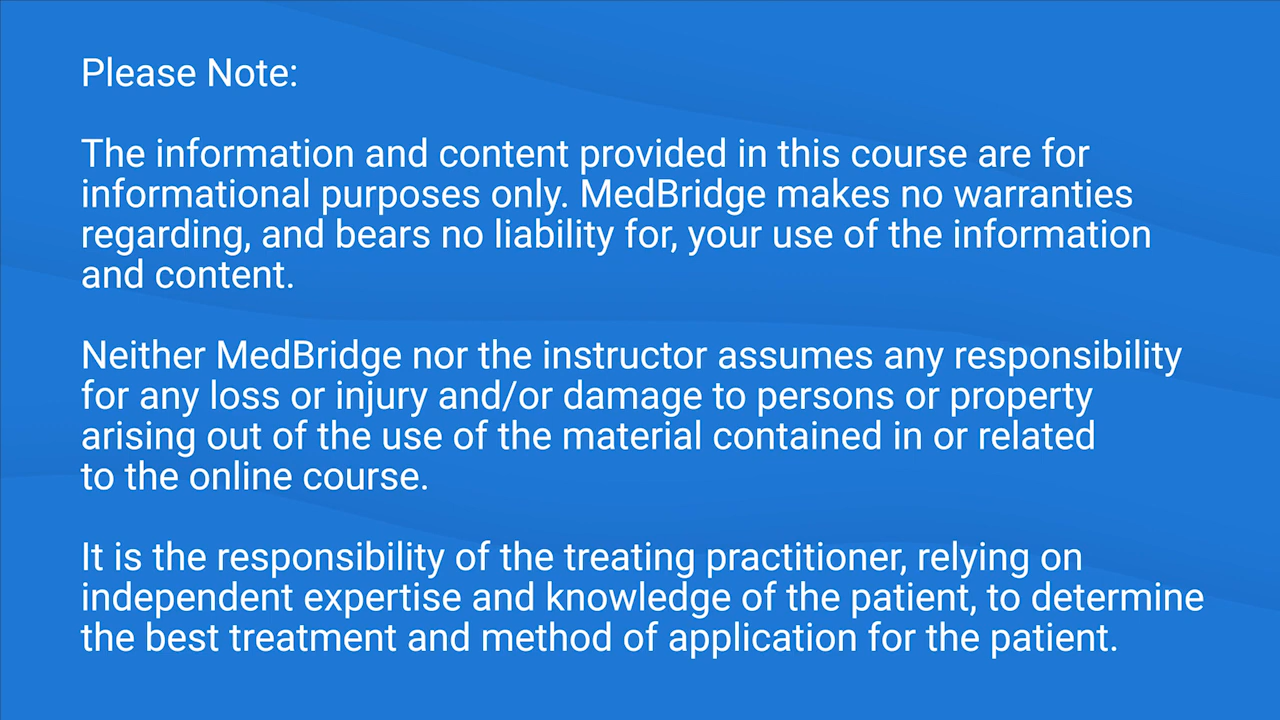 Please Note:
The information and content provided in this course are for
informational purposes only. MedBridge makes no warranties
regarding, and bears no liability for, your use of the information
and content.
Neither MedBridge nor the instructor assumes any responsibility
for any loss or injury and/or damage to persons or property
arising out of the use of the material contained in or related
to the online course.
It is the responsibility of the treating practitioner, relying on
independent expertise and knowledge of the patient, to determine
the best treatment and method of application for the patient.